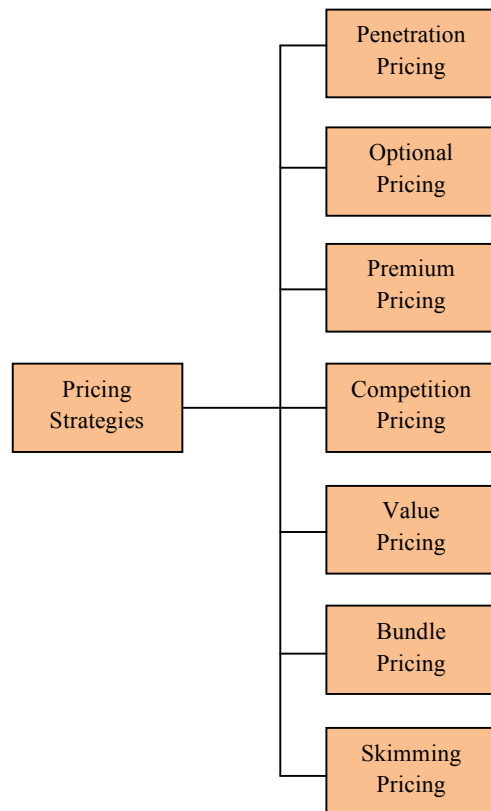 Penetration
Pricing
Optional
Pricing
Premium
Pricing
Pricing
Strategies
Competition
Pricing
Value
Pricing
Bundle
Pricing
Skimming
Pricing